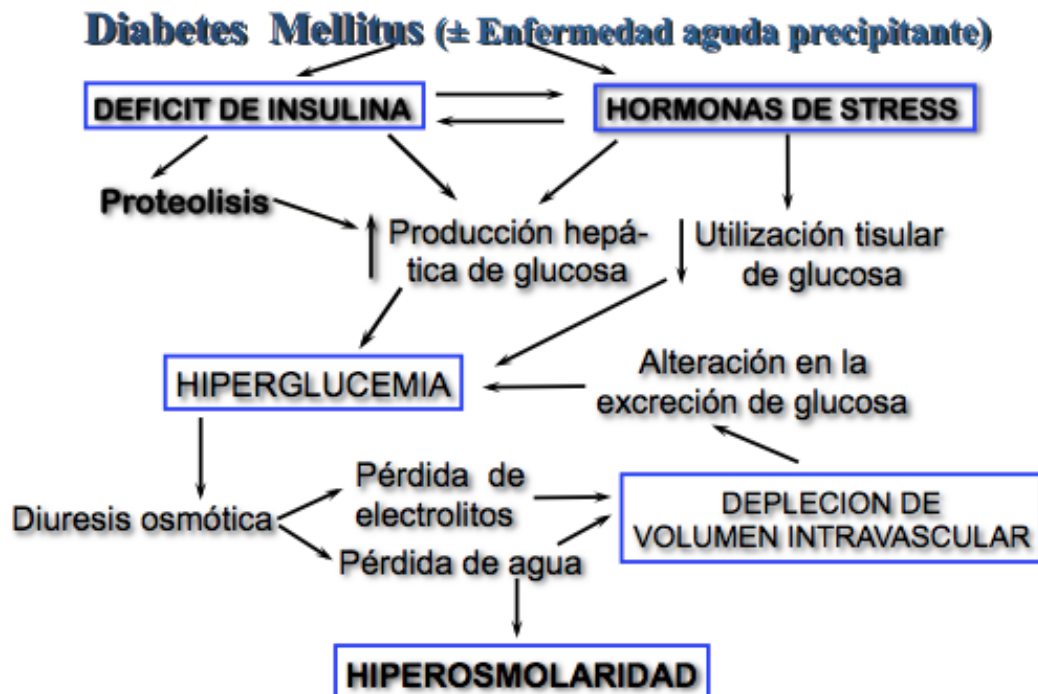 Diabetes Mellitus (± Enfermedad aguda precipitante)
DEFICIT DE INSULINA
HORMONAS DE STRESS
Proteolisis
Producción hepá-
tica de glucosa
Utilización tisular
de glucosa
HIPERGLUCEMIA
Alteración en la
excreción de glucosa
Diuresis osmótica
Pérdida de
electrolitos
Pérdida de agua
DEPLECION DE
VOLUMEN INTRAVASCULAR
HIPEROSMOLARIDAD